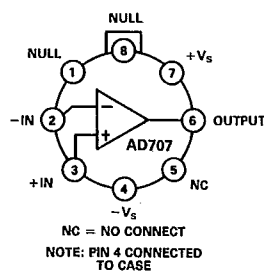 NULL
8
NULL
1
7
+VS
-IN
2
−
6
OUTPUT
AD707
+
3
+IN
5
NC
4
-VS
NC = NO CONNECT
NOTE: PIN 4 CONNECTED
TO CASE